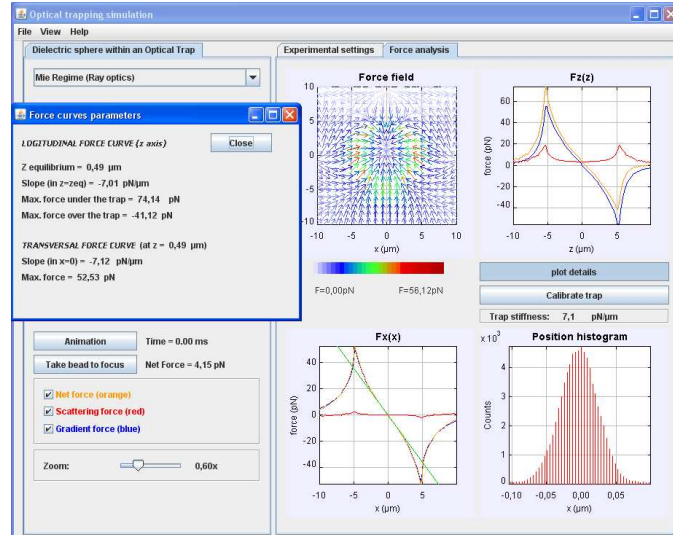 Optical trapping simulation
File View Help
Dielectric sphere within an Optical Trap
Mie Regime (Ray optics)
Force curves parameters
LOGITUDINAL FORCE CURVE (z axis)
Close
Z equilibrium = 0,49 µm
Slope (in z=zeq) = -7,01 pN/µm
Max. force under the trap = 74,14 pN
Max. force over the trap = -41,12 pN
TRANSVERSAL FORCE CURVE (at z = 0,49 µm)
Slope (in x=0) = -7,12 pN/µm
Max. force = 52,53 pN
Animation
Time = 0.00 ms
Take bead to focus
Net Force = 4,15 pN
Net force (orange)
Scattering force (red)
Gradient force (blue)
Zoom:
0,60x
Experimental settings
Force analysis
Force field
10
5
0
-5
-10
-10 -5 0 5 10
x (µm)
F=0,00pN
F=56,12pN
Fz(z)
force (pN)
60
40
20
0
-20
-40
-10 -5 0 5
z (µm)
plot details
Calibrate trap
Trap stiffness: 7,1 pN/µm
Fx(x)
force (pN)
40
20
0
-20
-40
-10 -5 0 5
x (µm)
Position histogram
x 10³
Counts
4
3
2
1
0
-0,10 -0,05 0,00 0,05
x (µm)